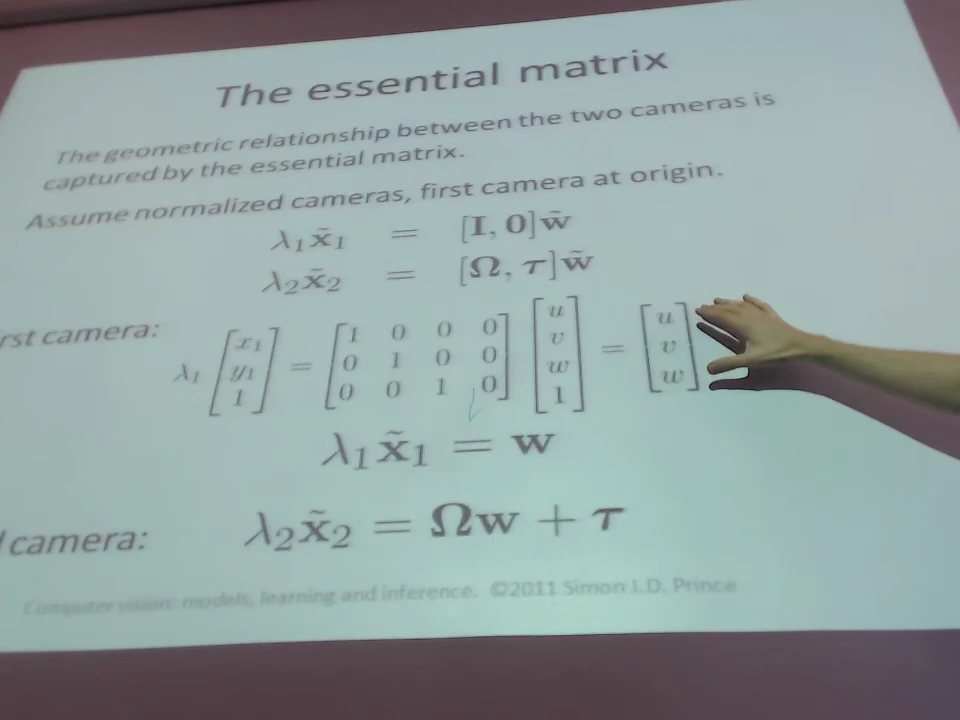 The essential matrix
The geometric relationship between the two cameras is
captured by the essential matrix.
Assume normalized cameras, first camera at origin.
λ₁x̃₁ = [I, 0]w̃
λ₂x̃₂ = [Ω, τ]w̃
rst camera: λ₁ [x₁ y₁ 1] = [1 0 0 0; 0 1 0 0; 0 0 1 0] [u v w 1] = [u v w]
λ₁x̃₁ = w
camera: λ₂x̃₂ = Ωw + τ
Computer vision: models, learning and inference. ©2011 Simon J.D. Prince